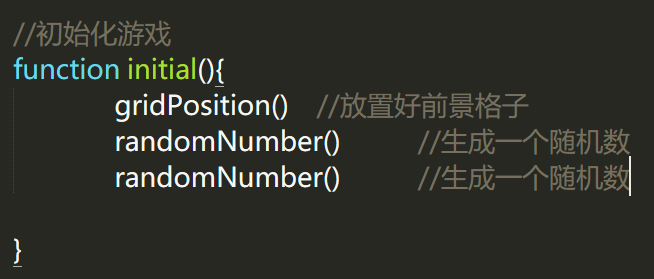 //初始化游戏
function initial(){
gridPosition() //放置好前景格子
randomNumber() //生成一个随机数
randomNumber() //生成一个随机数
}